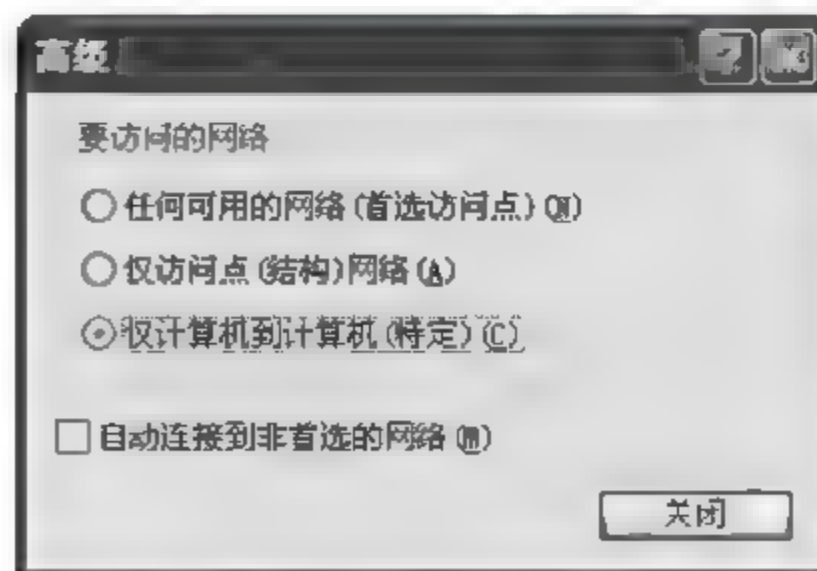 高级
要访问的网络
任何可用的网络(首选访问点)(N)
仅访问点(结构)网络(A)
仅计算机到计算机(特定)(C)
自动连接到非首选的网络(N)
关闭